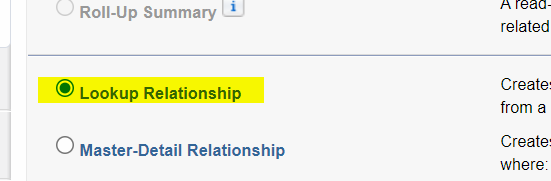 Roll-Up Summary i
A read-
related
Lookup Relationship
Creates
from a
Master-Detail Relationship
Creates
where: